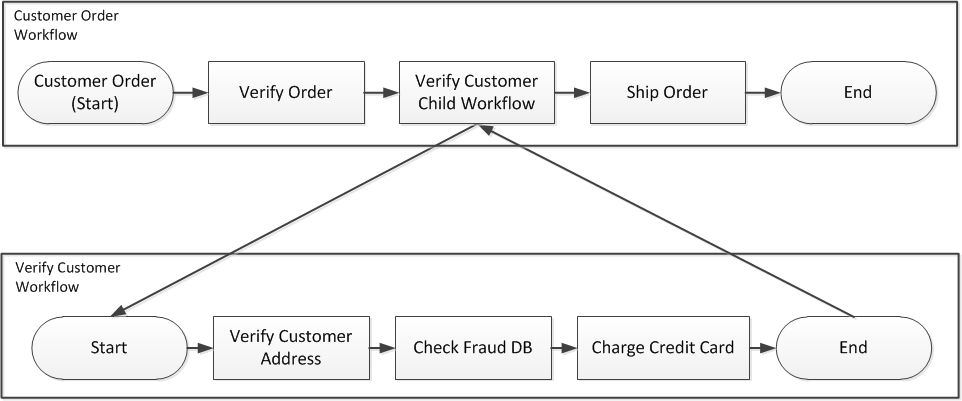 Customer Order
Workflow
Customer Order
(Start)
Verify Order
Verify Customer
Child Workflow
Ship Order
End
Verify Customer
Workflow
Start
Verify Customer
Address
Check Fraud DB
Charge Credit Card
End